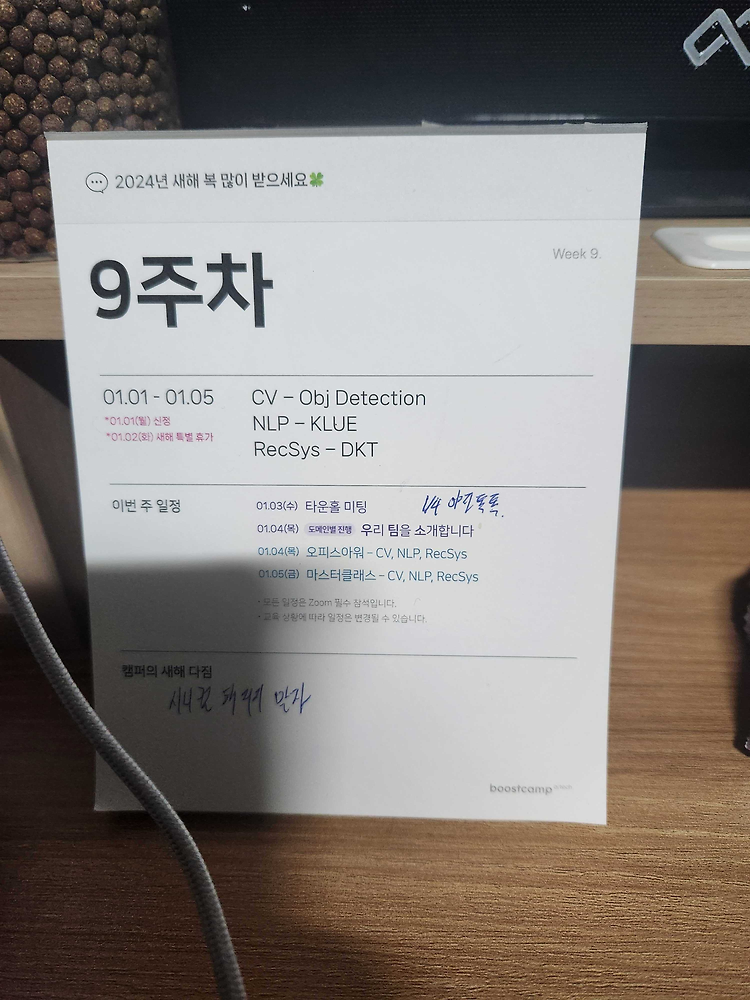 2024년 새해 복 많이 받으세요🍀
Week 9.
9주차
01.01 - 01.05
*01.01(월) 신정
*01.02(화) 새해 특별 휴가
CV – Obj Detection
NLP – KLUE
RecSys – DKT
이번 주 일정
01.03(수) 타운홀 미팅
01.04(목) 도메인별 진행 우리 팀을 소개합니다
01.04(목) 오피스아워 – CV, NLP, RecSys
01.05(금) 마스터클래스 – CV, NLP, RecSys
• 모든 일정은 Zoom 필수 참석입니다.
• 교육 상황에 따라 일정은 변경될 수 있습니다.
캠퍼의 새해 다짐
말자
boostcamp